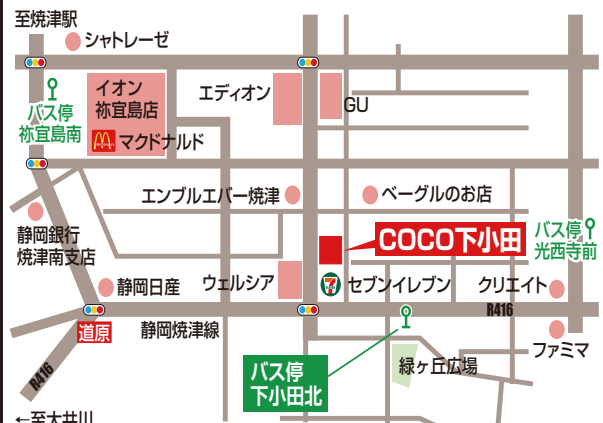 至焼津駅
シャトレーゼ
イオン
祢宜島店
マクドナルド
バス停
祢宜島南
エディオン
GU
エンブルエバー焼津
ベーグルのお店
静岡銀行
焼津南支店
COCO下小田
バス停
光西寺前
静岡日産
ウェルシア
7
セブンイレブン
クリエイト
R416
道原
静岡焼津線
ファミマ
バス停
下小田北
緑ヶ丘広場
R416
←至大井川